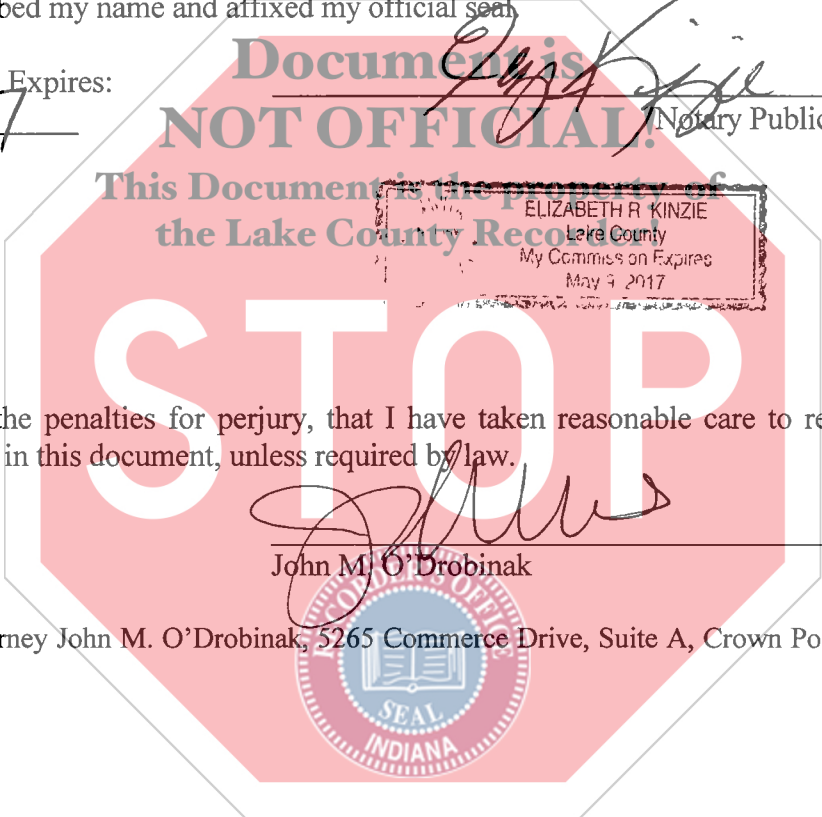 bed my name and affixed my official seal
Document is
Expires:
NOT OFFICIAL!
7
Notary Public
This Document is the property of
ELIZABETH R KINZIE
the Lake County Recorder!
Lake County
My Commission Expires
May 9 2017
STOP
the penalties for perjury, that I have taken reasonable care to re
in this document, unless required by law.
John M. O'Drobinak
RECORDER'S OFFICE
rney John M. O'Drobinak, 5265 Commerce Drive, Suite A, Crown Po
SEAL
INDIANA